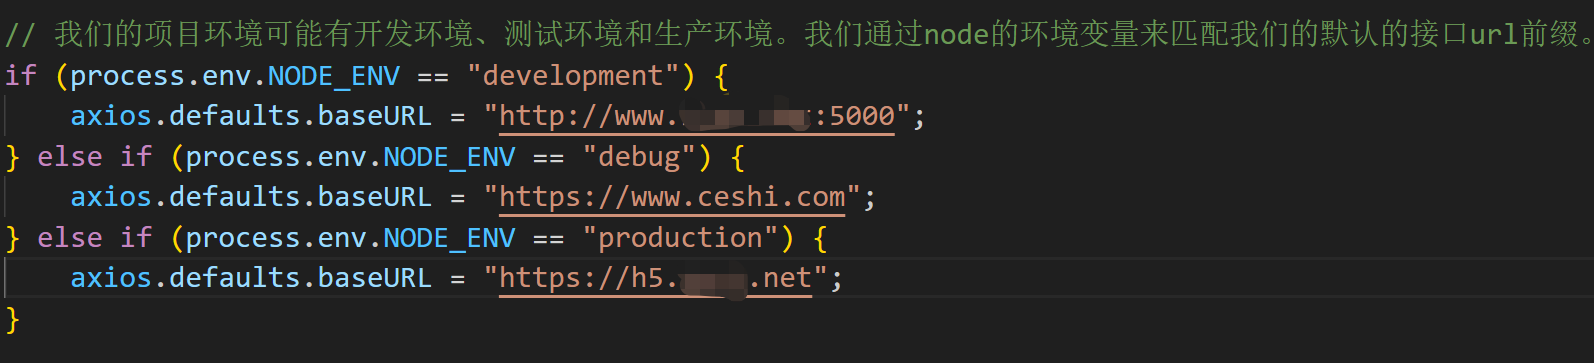 // 我们的项目环境可能有开发环境、测试环境和生产环境。我们通过node的环境变量来匹配我们的默认的接口url前缀。
if (process.env.NODE_ENV == "development") {
axios.defaults.baseURL = "http://www. :5000";
} else if (process.env.NODE_ENV == "debug") {
axios.defaults.baseURL = "https://www.ceshi.com";
} else if (process.env.NODE_ENV == "production") {
axios.defaults.baseURL = "https://h5. .net";
}